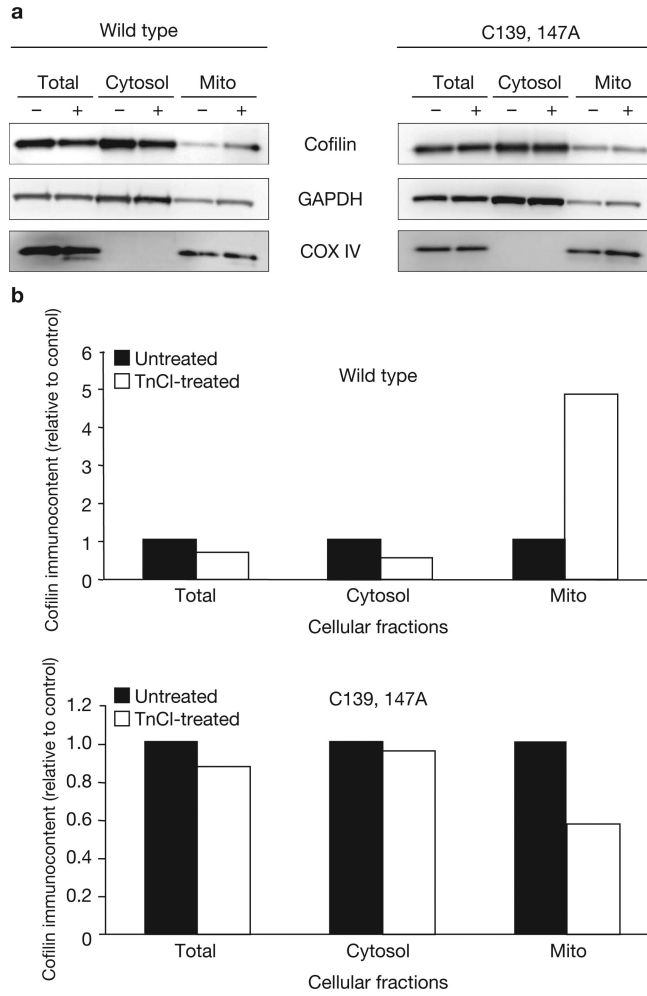 a
Wild type
C139, 147A
Total Cytosol Mito
Total Cytosol Mito
− + − + − +
− + − + − +
Cofilin
GAPDH
COX IV
b
Cofilin immunocontent (relative to control)
6
5
4
3
2
1
0
Untreated
TnCl-treated
Wild type
Total Cytosol Mito
Cellular fractions
Cofilin immunocontent (relative to control)
1.2
1.0
0.8
0.6
0.4
0.2
0
Untreated
TnCl-treated
C139, 147A
Total Cytosol Mito
Cellular fractions